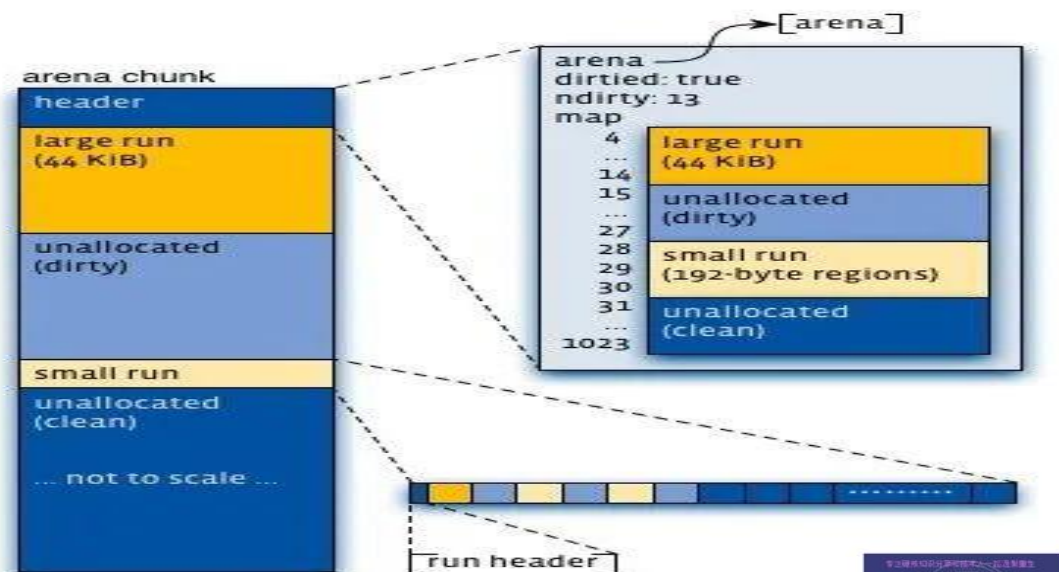 [arena]
arena
dirtied: true
ndirty: 13
map
4
...
14
15
...
27
28
29
30
31
...
1023
large run
(44 KiB)
unallocated
(dirty)
small run
(192-byte regions)
unallocated
(clean)
arena chunk
header
large run
(44 KiB)
unallocated
(dirty)
small run
unallocated
(clean)
... not to scale ...
run header